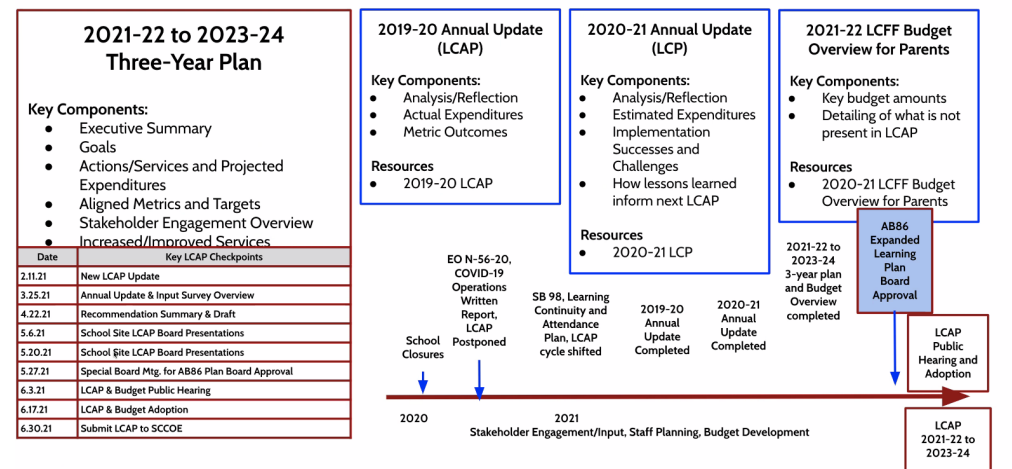 2021-22 to 2023-24
Three-Year Plan
Key Components:
● Executive Summary
● Goals
● Actions/Services and Projected
Expenditures
● Aligned Metrics and Targets
● Stakeholder Engagement Overview
● Increased/Improved Services
Date Key LCAP Checkpoints
2.11.21 New LCAP Update
3.25.21 Annual Update & Input Survey Overview
4.22.21 Recommendation Summary & Draft
5.6.21 School Site LCAP Board Presentations
5.20.21 School Site LCAP Board Presentations
5.27.21 Special Board Mtg. for AB86 Plan Board Approval
6.3.21 LCAP & Budget Public Hearing
6.17.21 LCAP & Budget Adoption
6.30.21 Submit LCAP to SCCOE
2019-20 Annual Update
(LCAP)
Key Components:
● Analysis/Reflection
● Actual Expenditures
● Metric Outcomes
Resources
● 2019-20 LCAP
2020-21 Annual Update
(LCP)
Key Components:
● Analysis/Reflection
● Estimated Expenditures
● Implementation
Successes and
Challenges
● How lessons learned
inform next LCAP
Resources
● 2020-21 LCP
2021-22 LCFF Budget
Overview for Parents
Key Components:
● Key budget amounts
● Detailing of what is not
present in LCAP
Resources
● 2020-21 LCFF Budget
Overview for Parents
School
Closures
EO N-56-20,
COVID-19
Operations
Written
Report,
LCAP
Postponed
SB 98, Learning
Continuity and
Attendance
Plan, LCAP
cycle shifted
2019-20
Annual
Update
Completed
2020-21
Annual
Update
Completed
2021-22 to
2023-24
3-year plan
and Budget
Overview
completed
AB86
Expanded
Learning
Plan
Board
Approval
LCAP
Public
Hearing and
Adoption
2020 2021
Stakeholder Engagement/Input, Staff Planning, Budget Development
LCAP
2021-22 to
2023-24